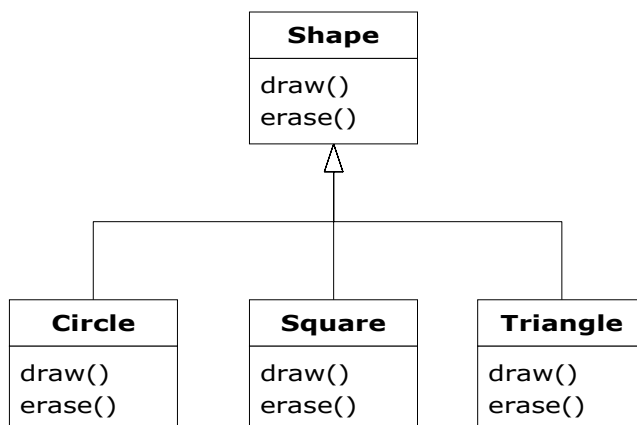 Shape
draw()
erase()
Circle
draw()
erase()
Square
draw()
erase()
Triangle
draw()
erase()